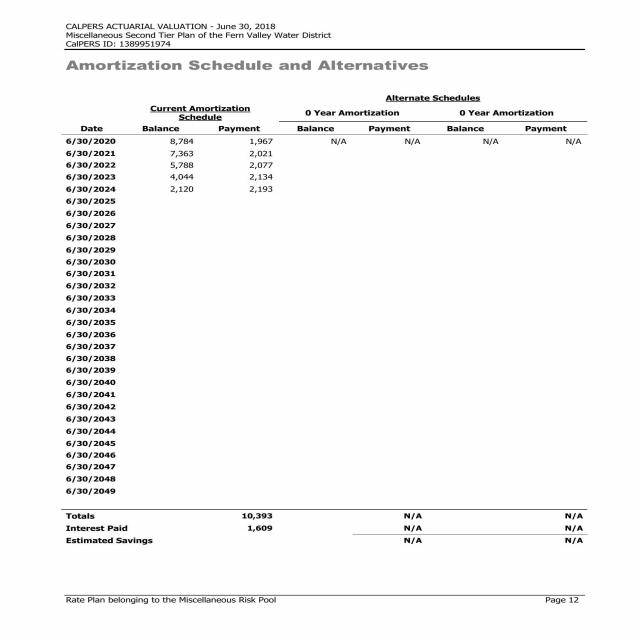 CALPERS ACTUARIAL VALUATION - June 30, 2018
Miscellaneous Second Tier Plan of the Fern Valley Water District
CalPERS ID: 1389951974
Amortization Schedule and Alternatives
Alternate Schedules
Current Amortization Schedule 0 Year Amortization 0 Year Amortization
Date Balance Payment Balance Payment Balance Payment
6/30/2020 8,784 1,967 N/A N/A N/A N/A
6/30/2021 7,363 2,021
6/30/2022 5,788 2,077
6/30/2023 4,044 2,134
6/30/2024 2,120 2,193
6/30/2025
6/30/2026
6/30/2027
6/30/2028
6/30/2029
6/30/2030
6/30/2031
6/30/2032
6/30/2033
6/30/2034
6/30/2035
6/30/2036
6/30/2037
6/30/2038
6/30/2039
6/30/2040
6/30/2041
6/30/2042
6/30/2043
6/30/2044
6/30/2045
6/30/2046
6/30/2047
6/30/2048
6/30/2049
Totals 10,393 N/A N/A
Interest Paid 1,609 N/A N/A
Estimated Savings N/A N/A
Rate Plan belonging to the Miscellaneous Risk Pool Page 12